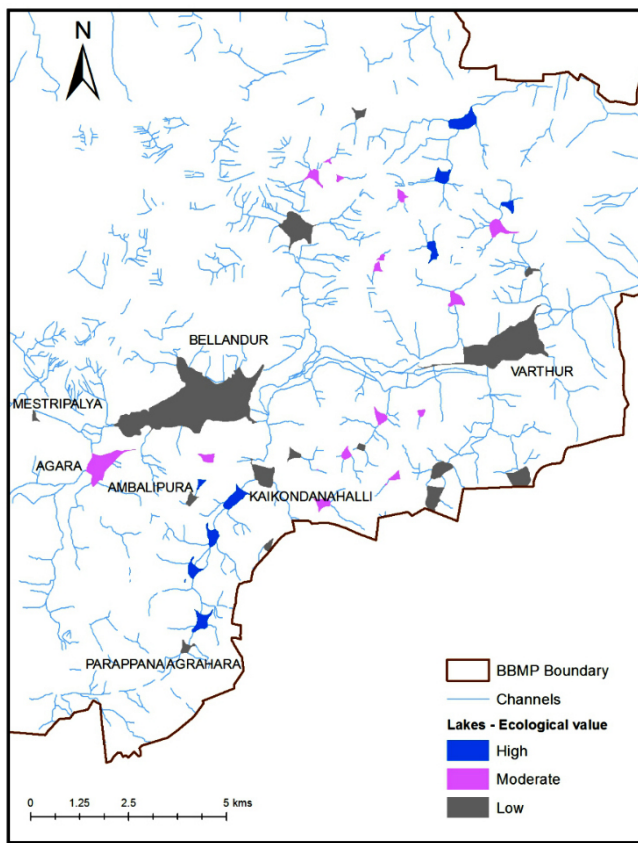 N
BELLANDUR
VARTHUR
MESTRIPALYA
AGARA
AMBALIPURA
KAIKONDANAHALLI
PARAPPANA AGRAHARA
BBMP Boundary
Channels
Lakes - Ecological value
High
Moderate
Low
0 1.25 2.5 5 kms